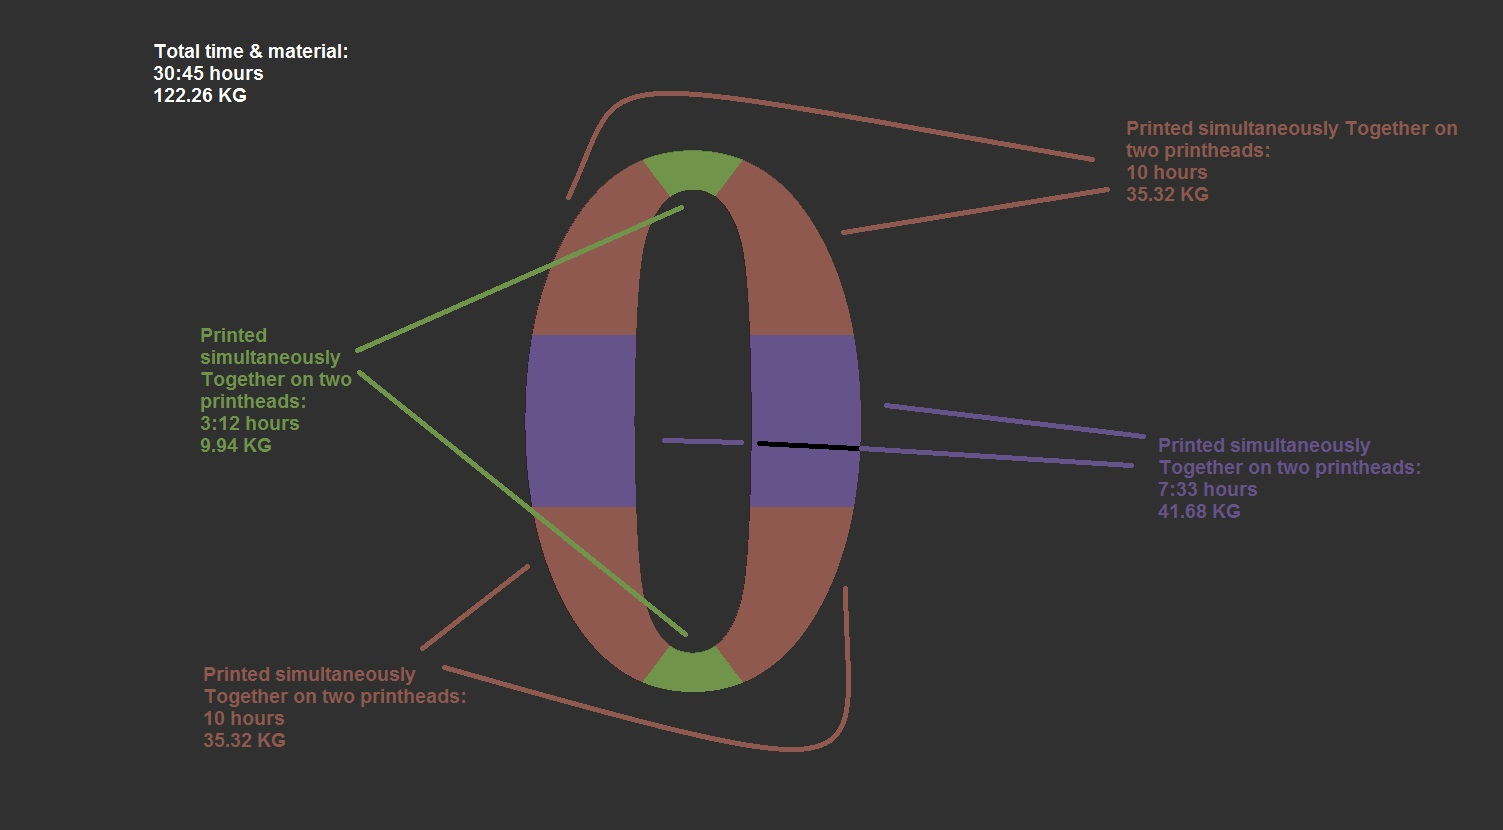 Total time & material:
30:45 hours
122.26 KG
Printed simultaneously Together on
two printheads:
10 hours
35.32 KG
Printed
simultaneously
Together on two
printheads:
3:12 hours
9.94 KG
Printed simultaneously
Together on two printheads:
7:33 hours
41.68 KG
Printed simultaneously
Together on two printheads:
10 hours
35.32 KG